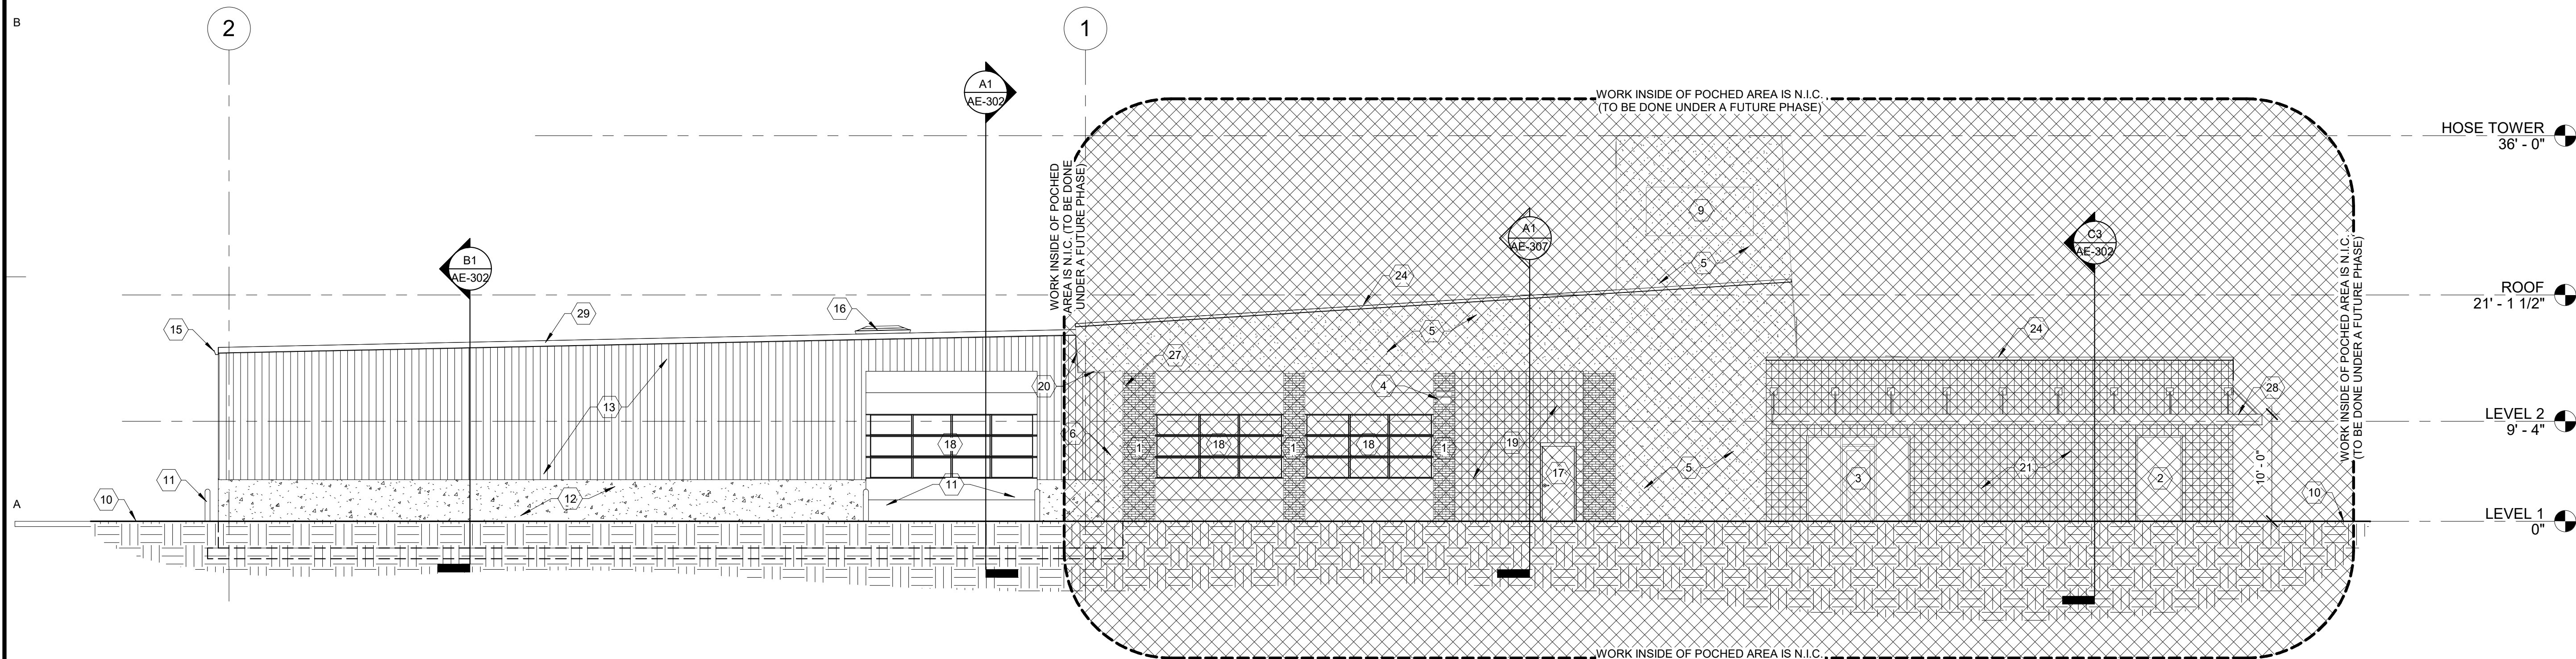 B
2
1
A1
AE-302
WORK INSIDE OF POCHED AREA IS N.I.C.
(TO BE DONE UNDER A FUTURE PHASE)
HOSE TOWER
36' - 0"
WORK INSIDE OF POCHED
AREA IS N.I.C. (TO BE DONE
UNDER A FUTURE PHASE)
9
B1
AE-302
A1
AE-307
C3
AE-302
WORK INSIDE OF POCHED AREA IS N.I.C.
(TO BE DONE UNDER A FUTURE PHASE)
5
24
ROOF
21' - 1 1/2"
15
29
16
5
24
27
20
4
28
13
6
18
1
18
1
18
1
19
LEVEL 2
9' - 4"
11
10
12
11
17
5
3
21
2
10' - 0"
10
A
LEVEL 1
0"
WORK INSIDE OF POCHED AREA IS N.I.C.